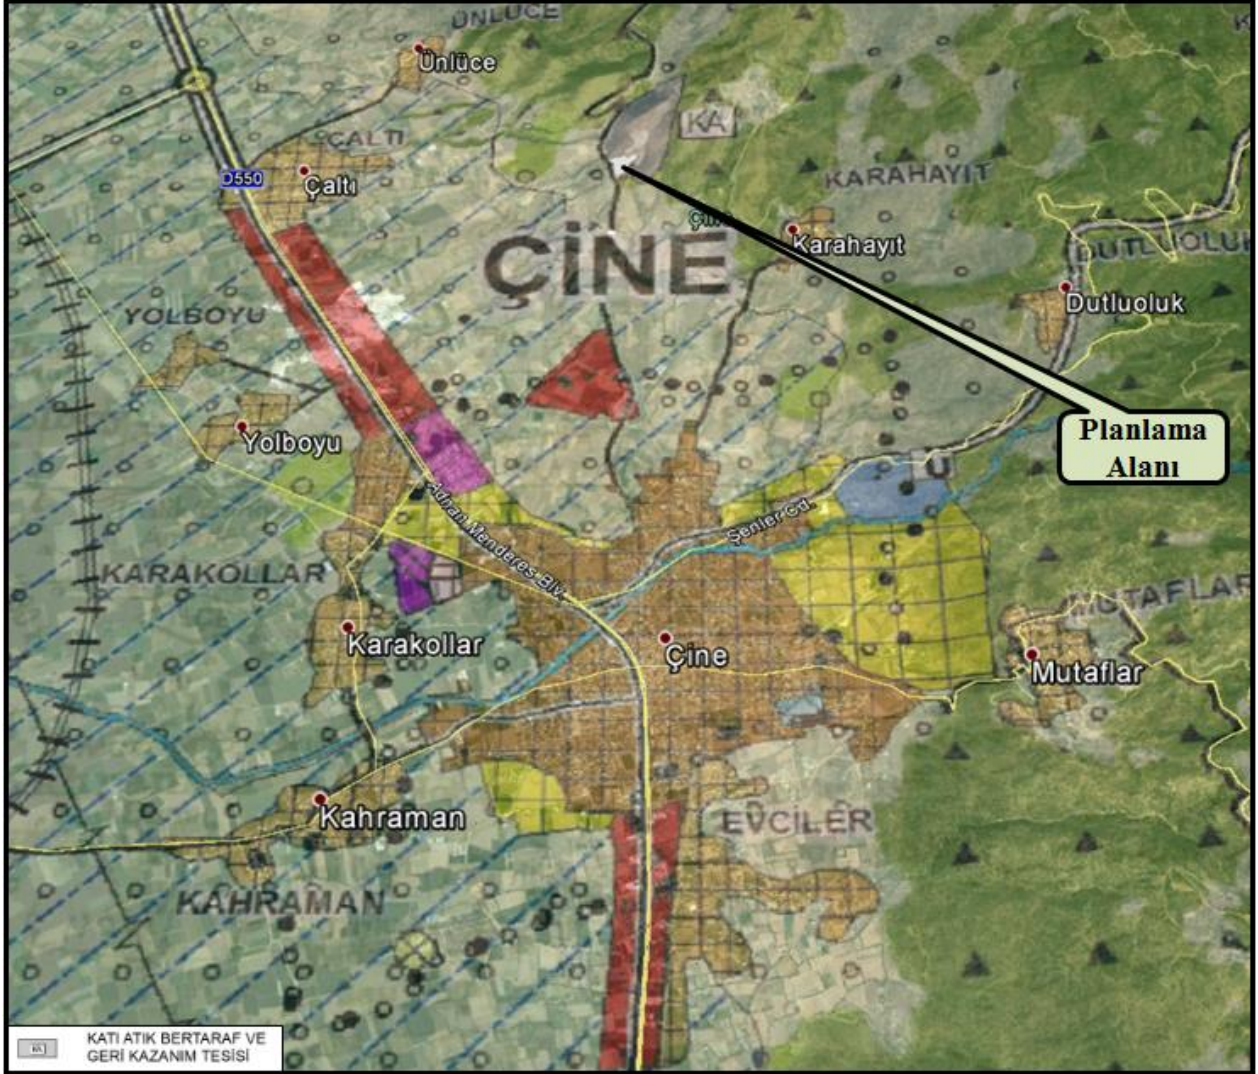 ÜNLÜCE
Ünlüce
ÇALTI
Çaltı
D550
KA
KARAHAYIT
Karahayıt
ÇİNE
DUTLUOLUK
Dutluoluk
YOLBOYU
Yolboyu
Planlama
Alanı
U
Adnan Menderes Blv.
Şenler Cd.
KARAKOLLAR
Karakollar
Çine
MUTAFLAR
Mutaflar
Kahraman
EVCİLER
KAHRAMAN
KATI ATIK BERTARAF VE
GERİ KAZANIM TESİSİ